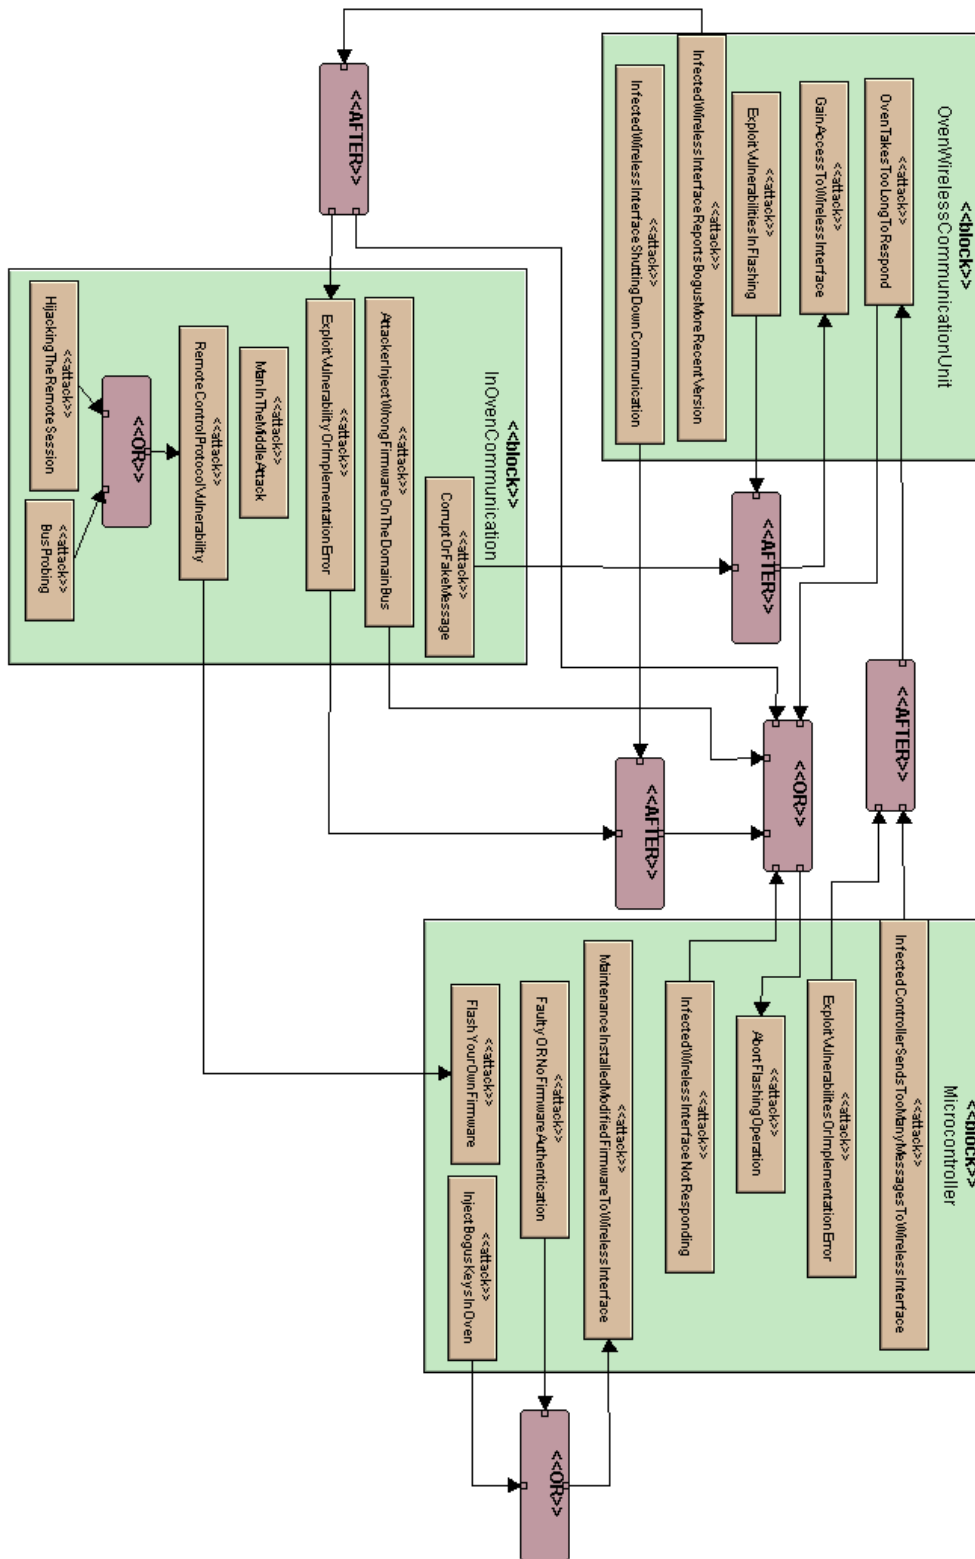 <<block>>
OvenWirelessCommunicationUnit
<<attack>>
OvenTakesTooLongToRespond
<<attack>>
GainAccessToWirelessInterface
<<attack>>
ExploitVulnerabilitiesInFlashing
<<attack>>
InfectedWirelessInterfaceReportsBogusMoreRecentVersion
<<attack>>
InfectedWirelessInterfaceShuttingDownCommunication
<<AFTER>>
<<block>>
InOvenCommunication
<<attack>>
CorruptOrFakeMessage
<<attack>>
AttackerInjectWrongFirmwareOnTheDomainBus
<<attack>>
ExploitVulnerabilityOrImplementationError
<<attack>>
ManInTheMiddleAttack
<<attack>>
RemoteControlProtocolVulnerability
<<OR>>
<<attack>>
HijackingTheRemoteSession
<<attack>>
BusProbing
<<AFTER>>
<<AFTER>>
<<OR>>
<<AFTER>>
<<block>>
Microcontroller
<<attack>>
InfectedControllerSendsTooManyMessagesToWirelessInterface
<<attack>>
ExploitVulnerabilitesOrImplementationError
<<attack>>
AbortFlashingOperation
<<attack>>
InfectedWirelessInterfaceNotResponding
<<attack>>
MaintenanceInstalledModifiedFirmwareToWirelessInterface
<<attack>>
FaultyORNoFirmwareAuthentication
<<attack>>
FlashYourOwnFirmware
<<attack>>
InjectBogusKeysInOven
<<OR>>